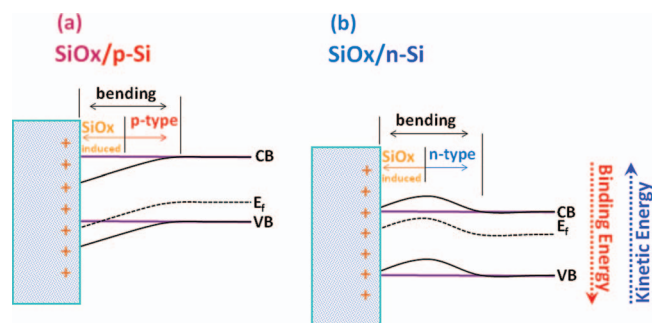 (a)
SiOx/p-Si
bending
SiOx
p-type
induced
CB
Ef
VB
+
+
+
+
+
+
+
(b)
SiOx/n-Si
bending
SiOx
n-type
induced
CB
Ef
VB
+
+
+
+
+
+
+
Binding Energy
Kinetic Energy